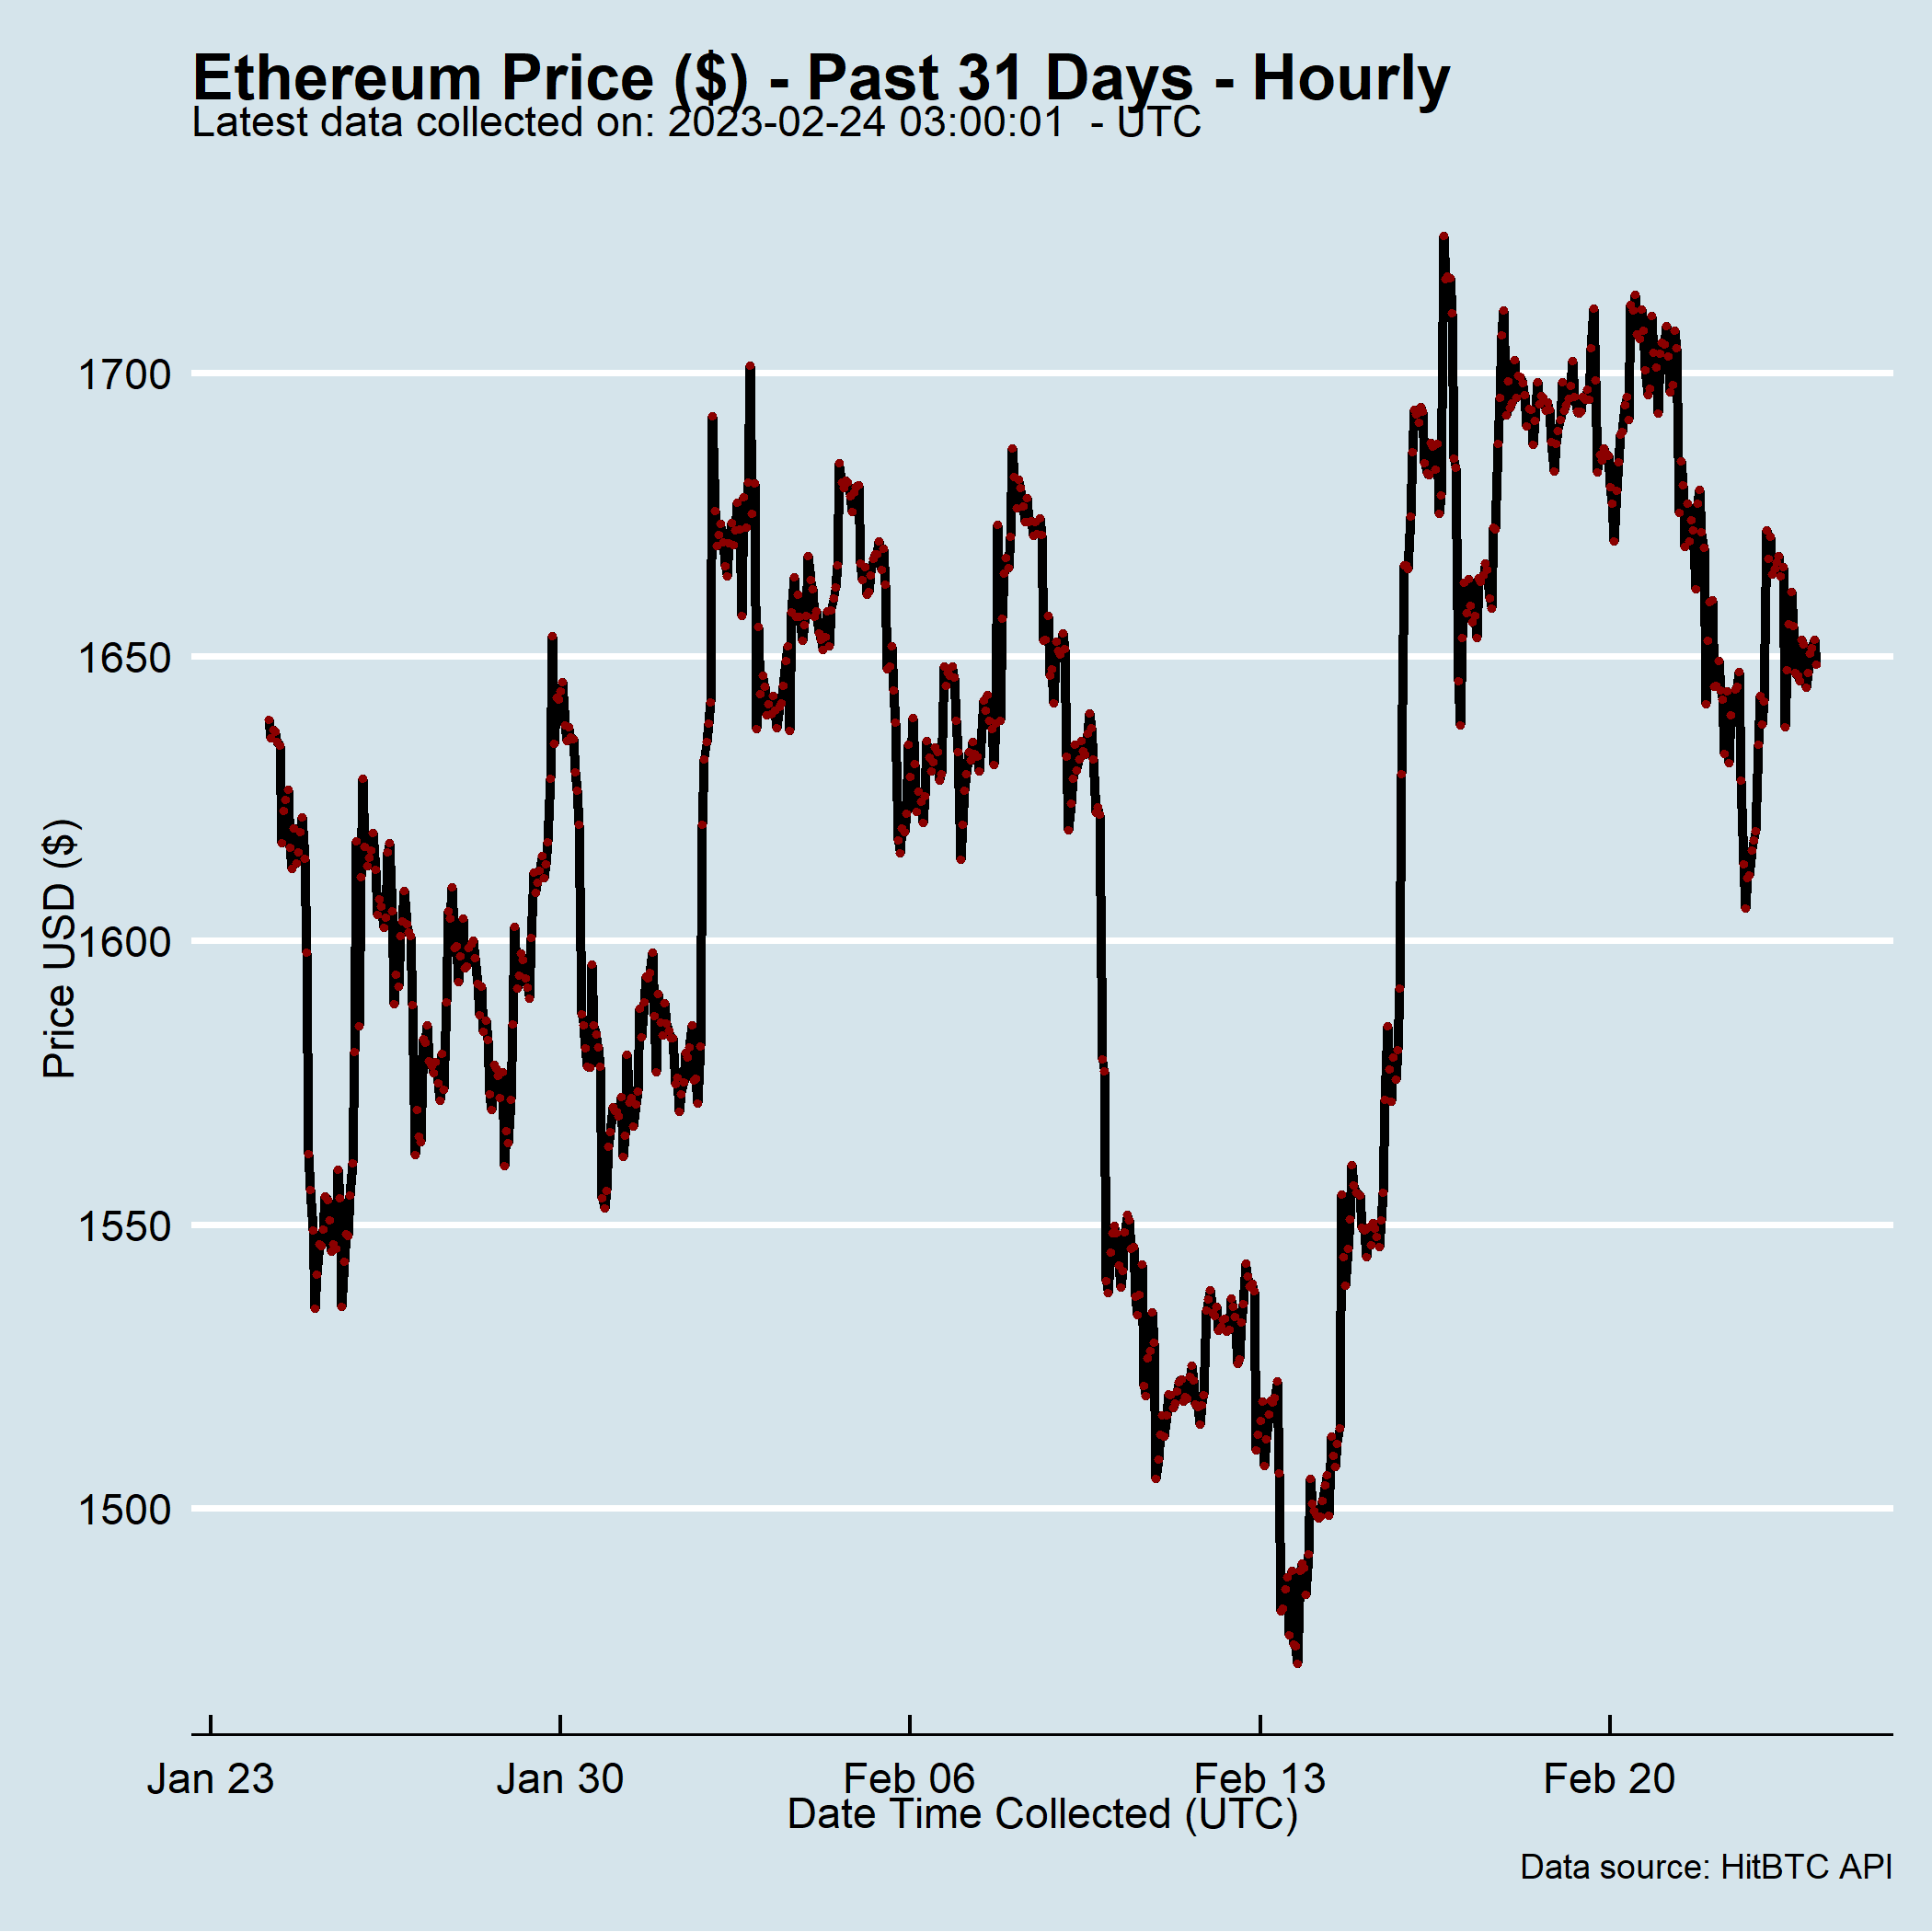 Ethereum Price ($) - Past 31 Days - Hourly
Latest data collected on: 2023-02-24 03:00:01  - UTC
Price USD ($)
1700
1650
1600
1550
1500
Jan 23
Jan 30
Feb 06
Feb 13
Feb 20
Date Time Collected (UTC)
Data source: HitBTC API